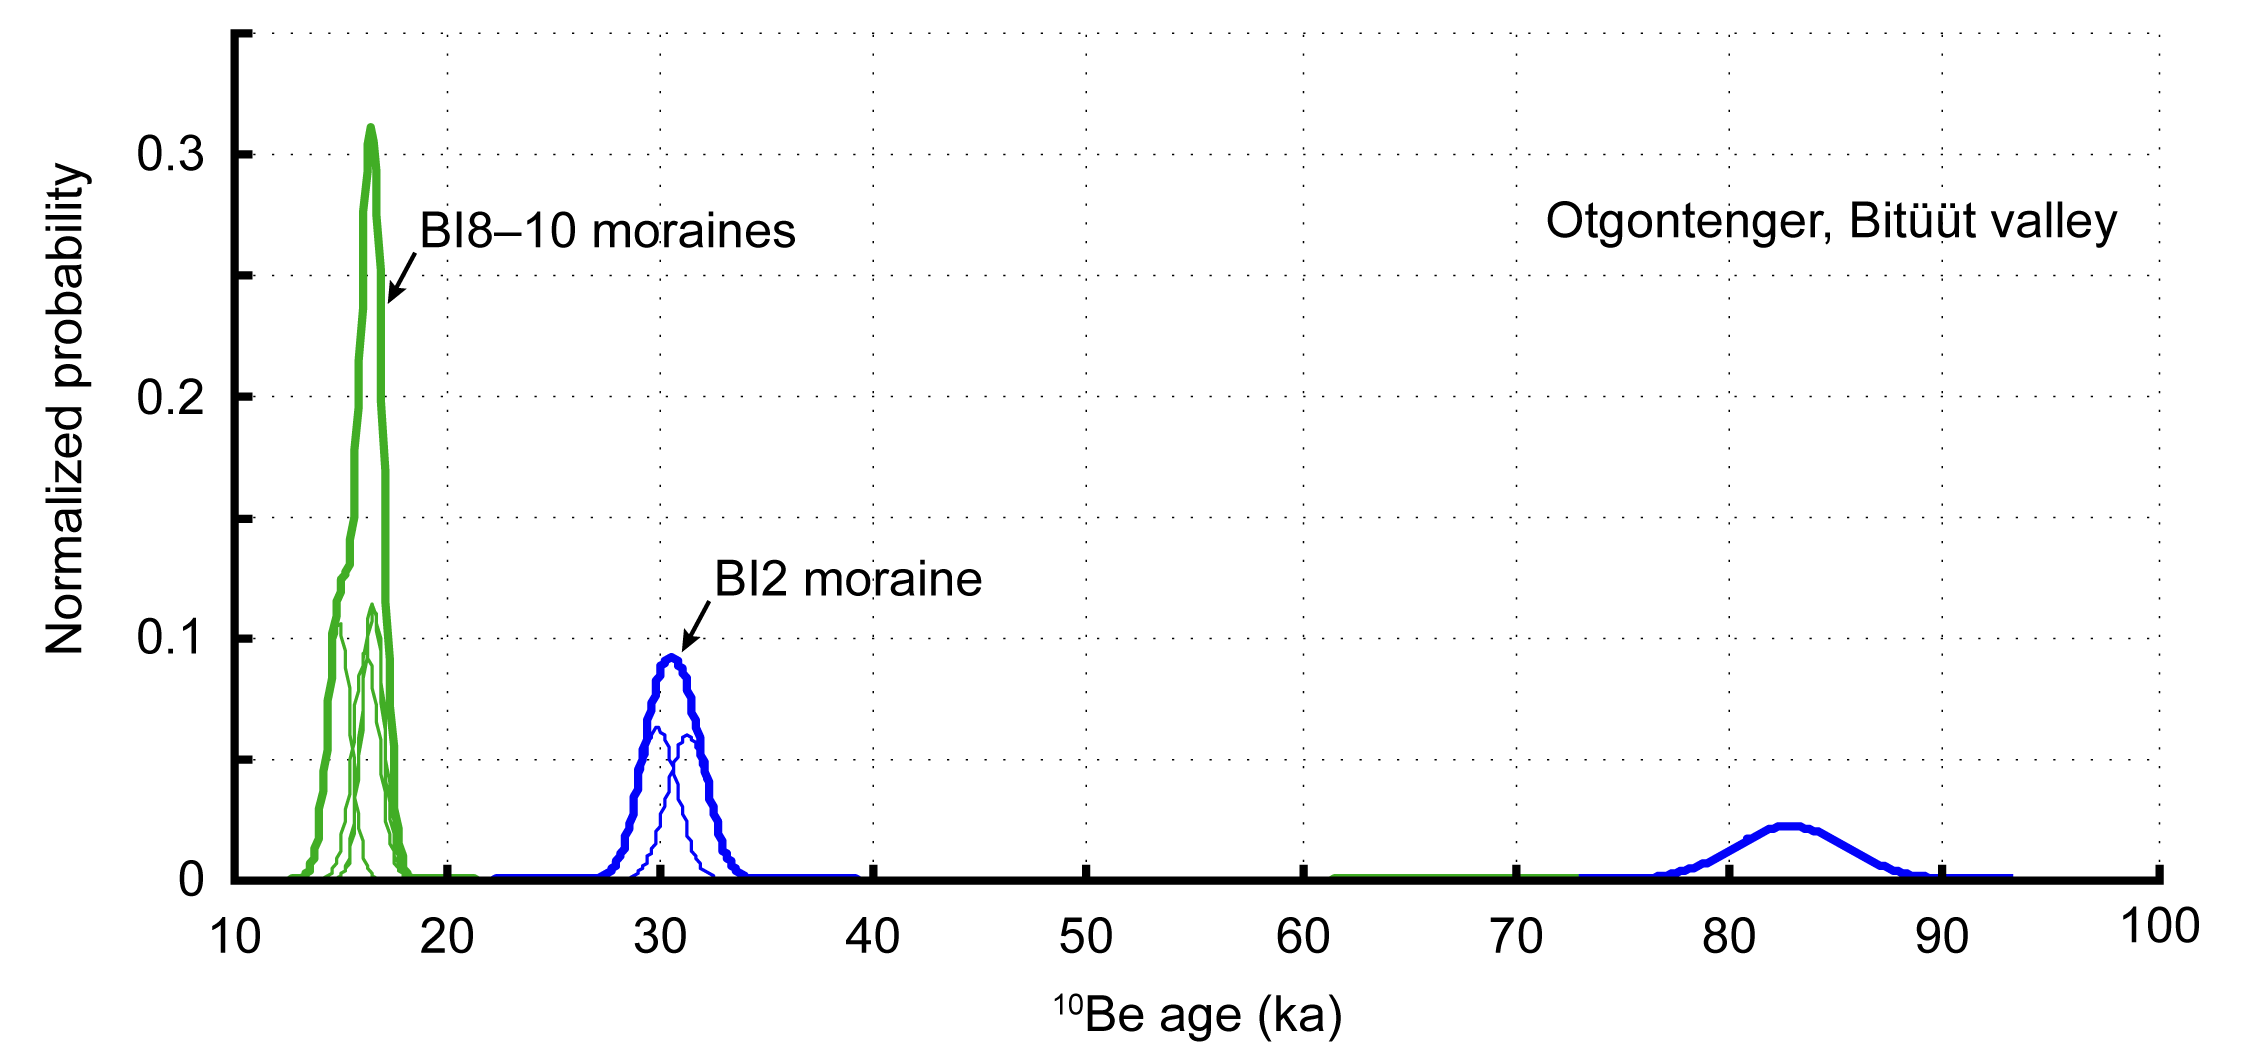 0.3
0.2
0.1
0
Normalized probability
BI8–10 moraines
Otgontenger, Bitüüt valley
BI2 moraine
10 20 30 40 50 60 70 80 90 100
¹⁰Be age (ka)